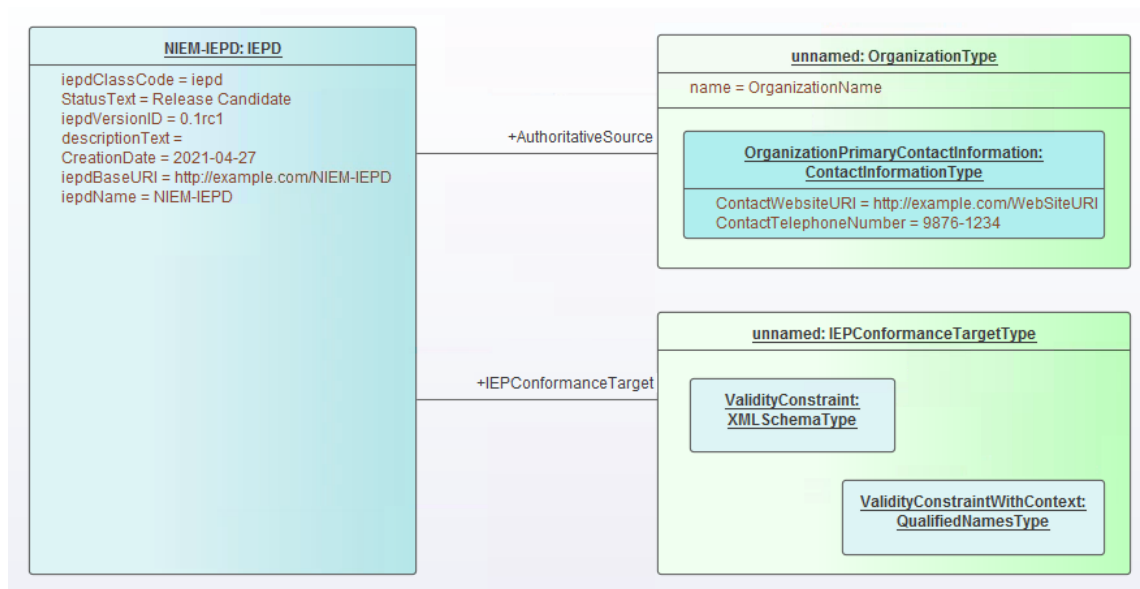 NIEM-IEPD: IEPD
iepdClassCode = iepd
StatusText = Release Candidate
iepdVersionID = 0.1rc1
descriptionText =
CreationDate = 2021-04-27
iepdBaseURI = http://example.com/NIEM-IEPD
iepdName = NIEM-IEPD
+AuthoritativeSource
unnamed: OrganizationType
name = OrganizationName
OrganizationPrimaryContactInformation:
ContactInformationType
ContactWebsiteURI = http://example.com/WebSiteURI
ContactTelephoneNumber = 9876-1234
+IEPConformanceTarget
unnamed: IEPConformanceTargetType
ValidityConstraint:
XMLSchemaType
ValidityConstraintWithContext:
QualifiedNamesType